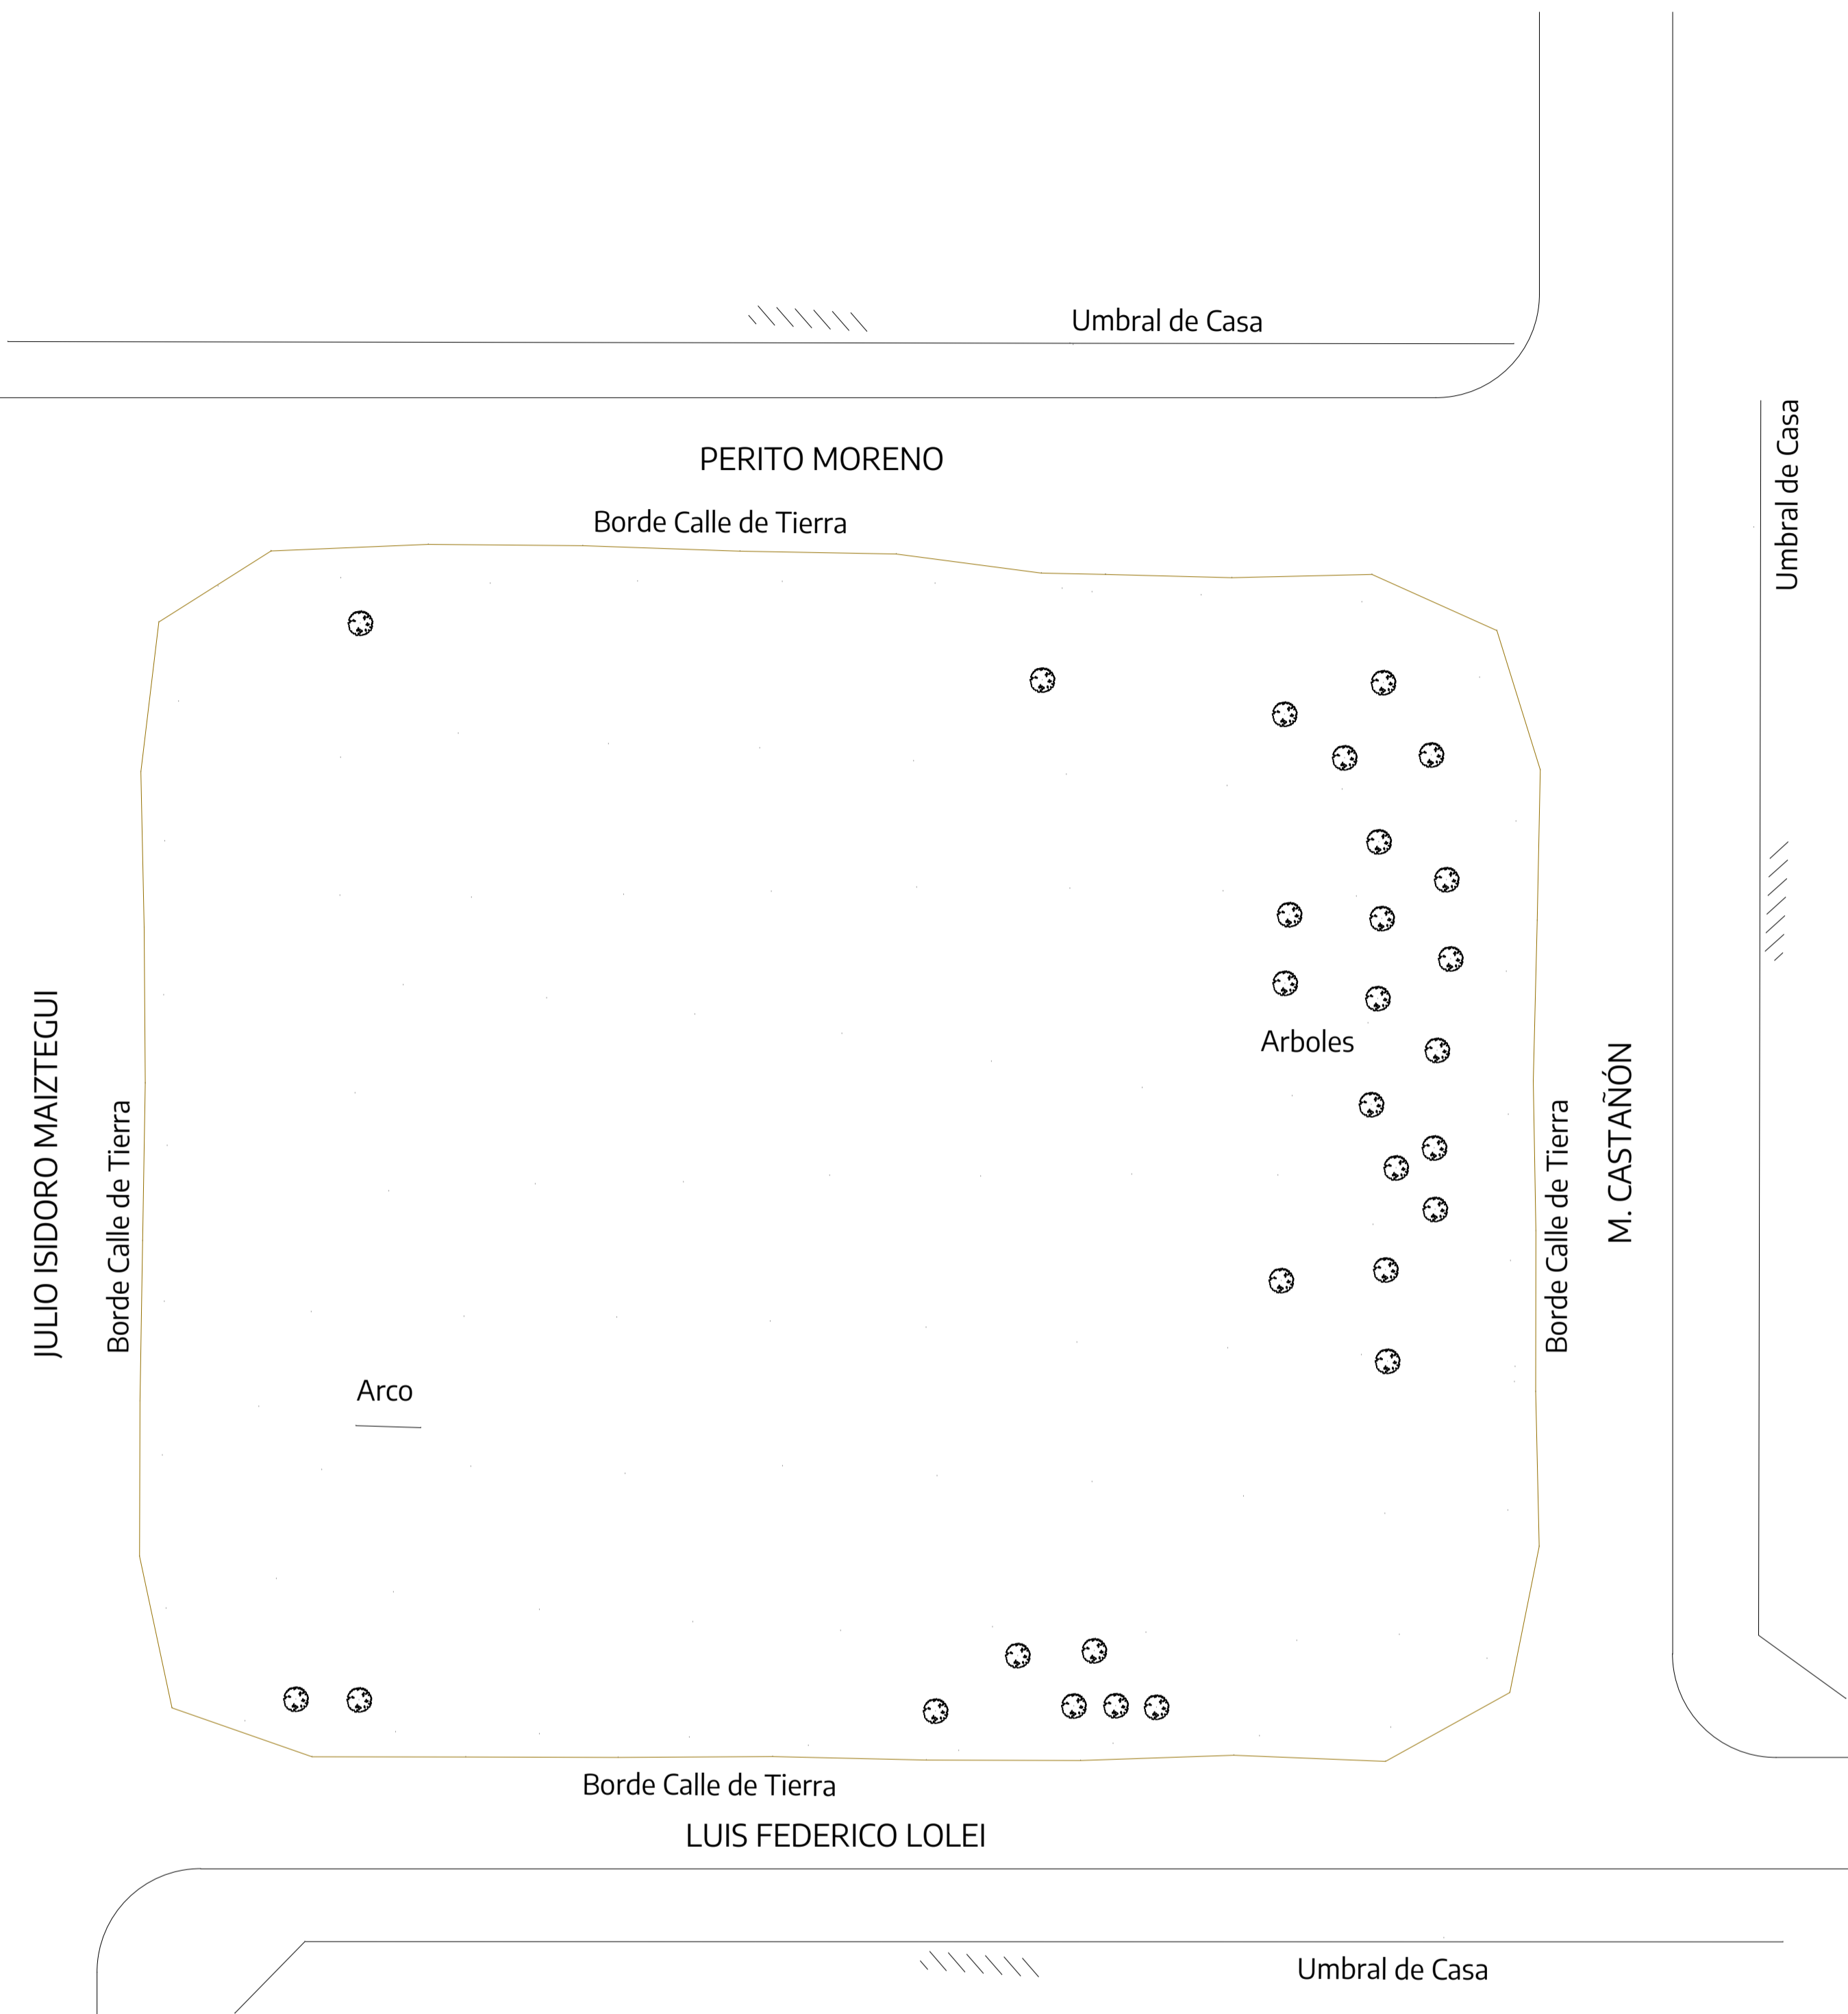 Umbral de Casa
Umbral de Casa
PERITO MORENO
Borde Calle de Tierra
JULIO ISIDORO MAIZTEGUI
Borde Calle de Tierra
Arboles
Borde Calle de Tierra
M. CASTAÑÓN
Arco
Borde Calle de Tierra
LUIS FEDERICO LOLEI
Umbral de Casa